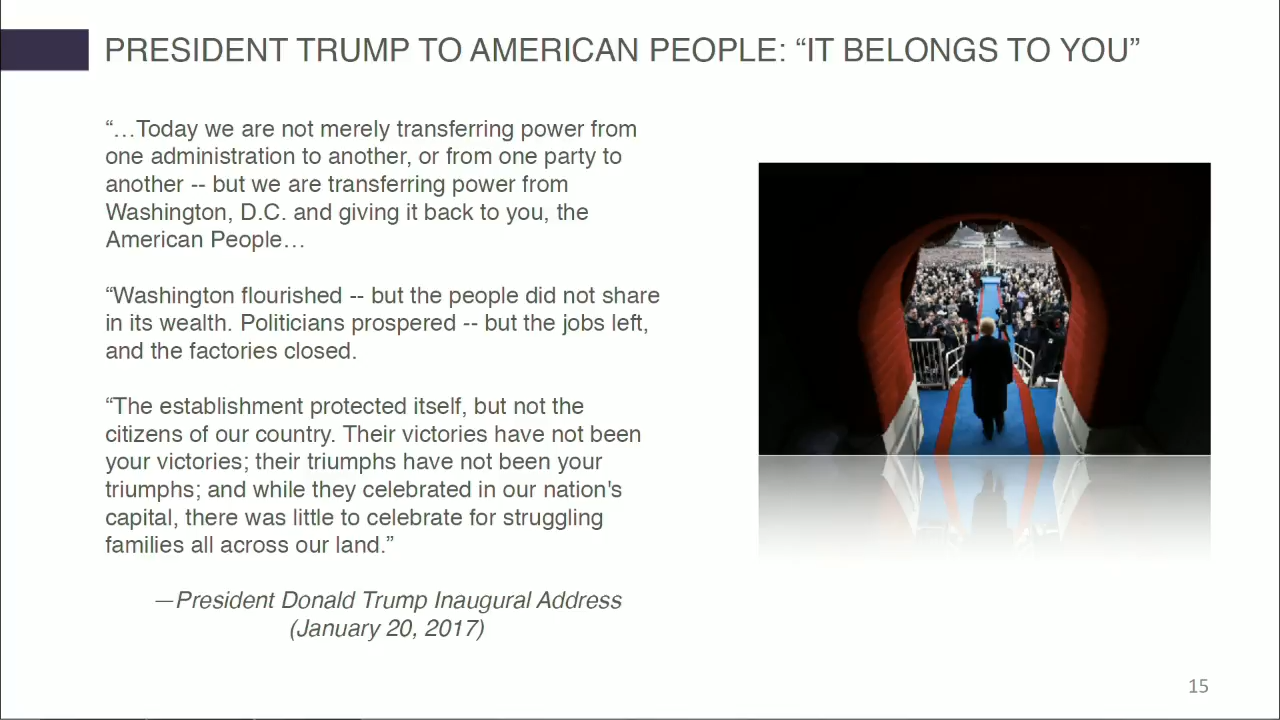 PRESIDENT TRUMP TO AMERICAN PEOPLE: “IT BELONGS TO YOU”
“…Today we are not merely transferring power from
one administration to another, or from one party to
another -- but we are transferring power from
Washington, D.C. and giving it back to you, the
American People…
“Washington flourished -- but the people did not share
in its wealth. Politicians prospered -- but the jobs left,
and the factories closed.
“The establishment protected itself, but not the
citizens of our country. Their victories have not been
your victories; their triumphs have not been your
triumphs; and while they celebrated in our nation's
capital, there was little to celebrate for struggling
families all across our land.”
—President Donald Trump Inaugural Address
(January 20, 2017)
15